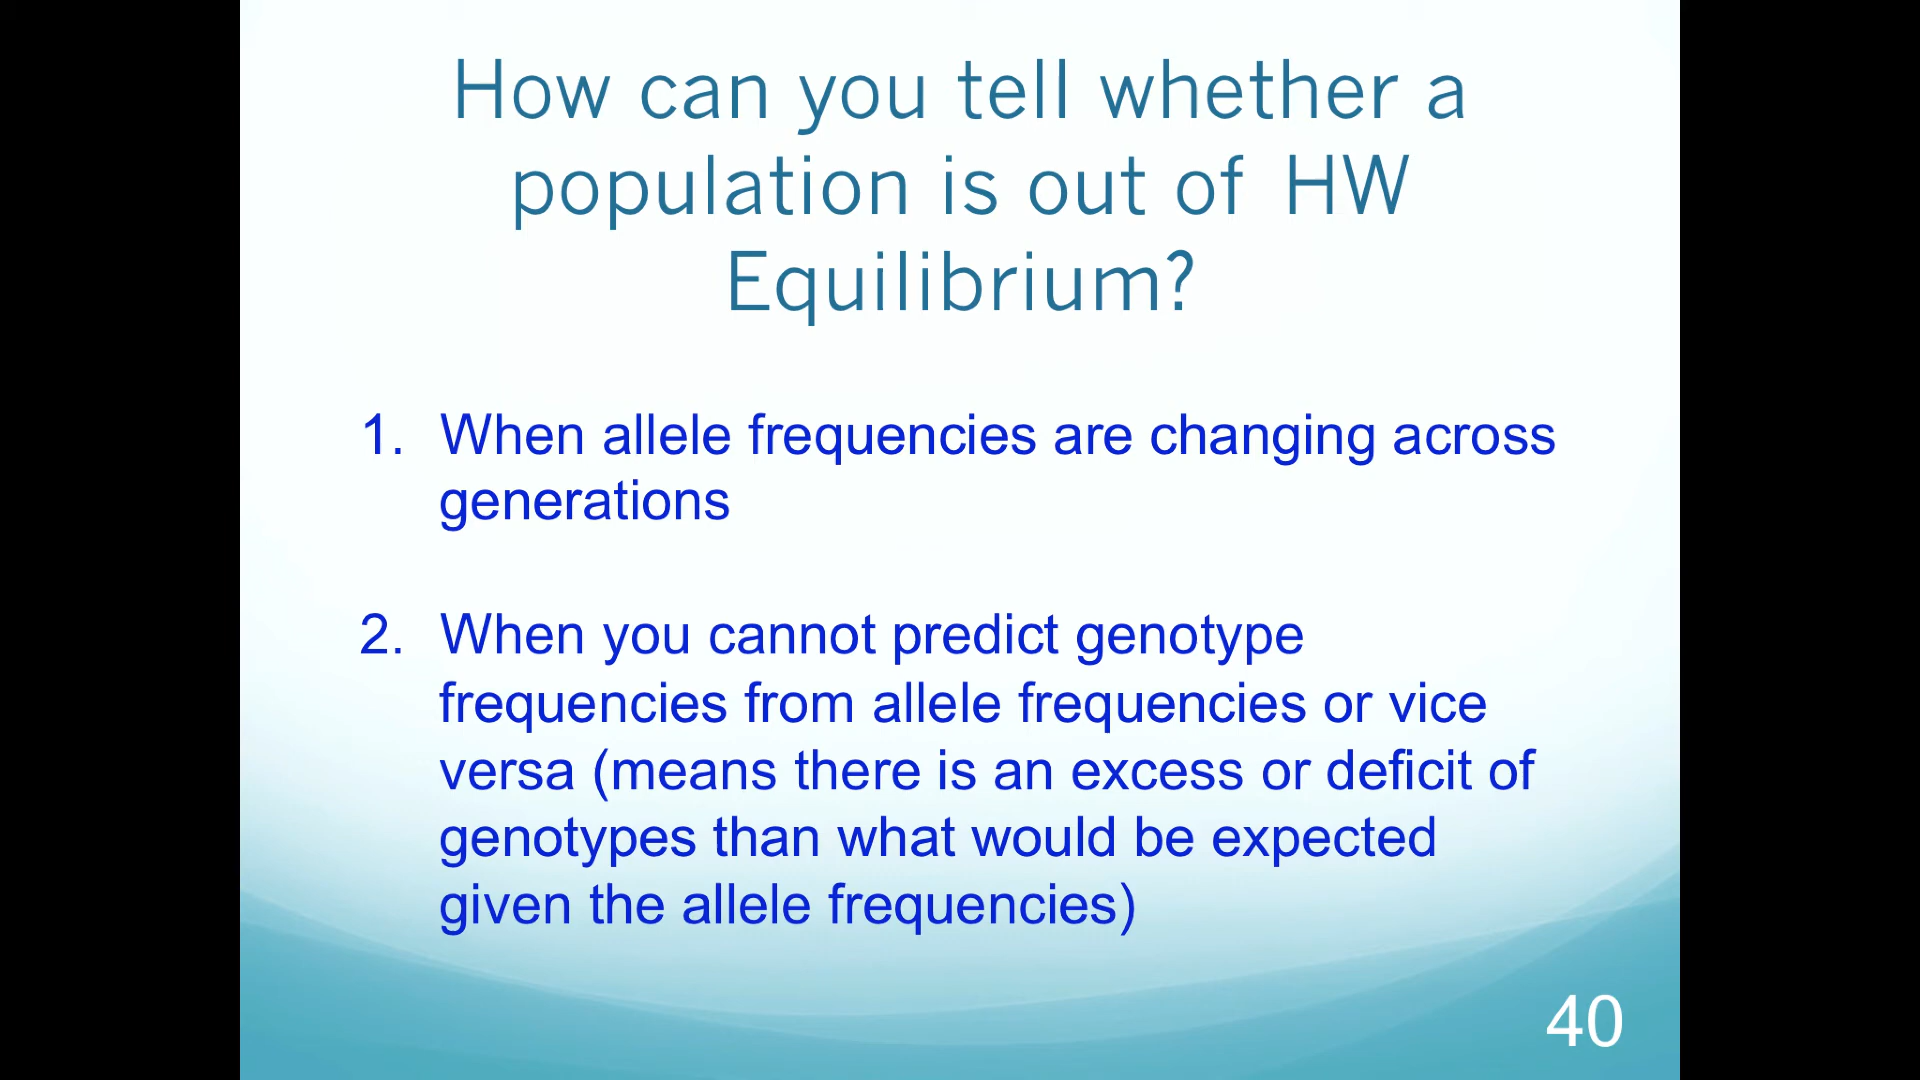 How can you tell whether a
population is out of HW
Equilibrium?
1. When allele frequencies are changing across
generations
2. When you cannot predict genotype
frequencies from allele frequencies or vice
versa (means there is an excess or deficit of
genotypes than what would be expected
given the allele frequencies)
40